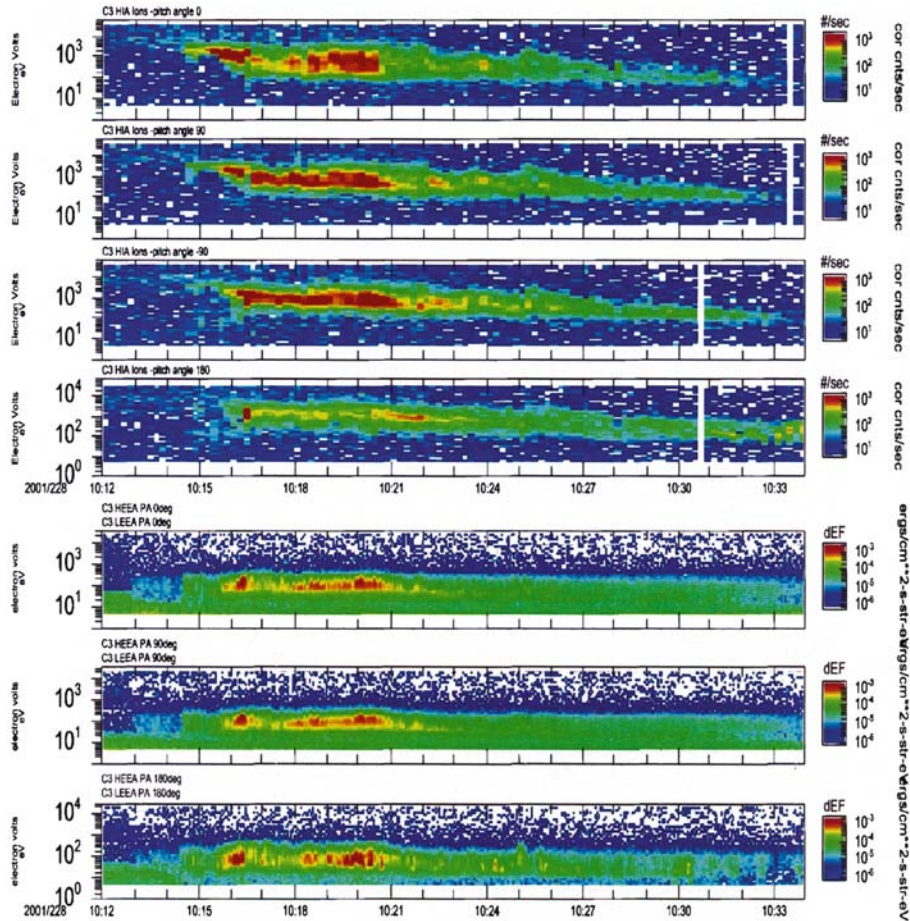 C3 HIA Ions -pitch angle 0
Electron Volts
eV
10³
10¹
#/sec
10³
10²
10¹
cor cnts/sec
C3 HIA Ions -pitch angle 90
Electron Volts
eV
10³
10¹
#/sec
10³
10²
10¹
cor cnts/sec
C3 HIA Ions -pitch angle -90
Electron Volts
eV
10³
10¹
#/sec
10³
10²
10¹
cor cnts/sec
C3 HIA Ions -pitch angle 180
Electron Volts
eV
10⁴
10²
10⁰
#/sec
10³
10²
10¹
cor cnts/sec
2001/228 10:12 10:15 10:18 10:21 10:24 10:27 10:30 10:33
C3 HEEA PA 0deg
C3 LEEA PA 0deg
electron volts
eV
10³
10¹
dEF
10⁻³
10⁻⁴
10⁻⁵
10⁻⁶
ergs/cm**2-s-str-eV
C3 HEEA PA 90deg
C3 LEEA PA 90deg
electron volts
eV
10³
10¹
dEF
10⁻³
10⁻⁴
10⁻⁵
10⁻⁶
ergs/cm**2-s-str-eV
C3 HEEA PA 180deg
C3 LEEA PA 180deg
electron volts
eV
10⁴
10²
10⁰
dEF
10⁻³
10⁻⁴
10⁻⁵
10⁻⁶
ergs/cm**2-s-str-eV
2001/228 10:12 10:15 10:18 10:21 10:24 10:27 10:30 10:33